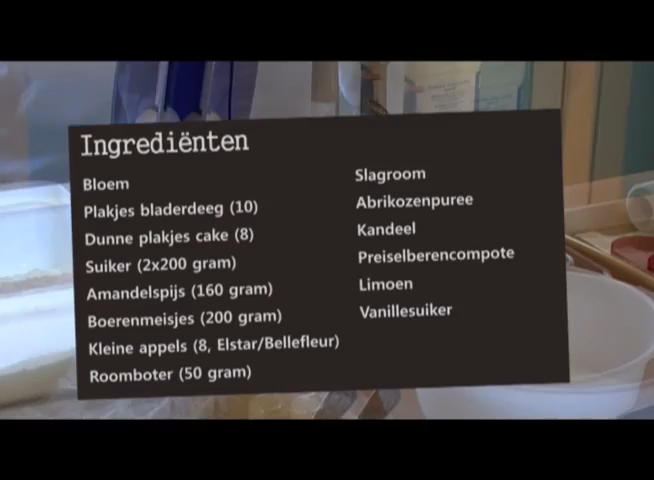 Ingrediënten
Bloem
Plakjes bladerdeeg (10)
Dunne plakjes cake (8)
Suiker (2x200 gram)
Amandelspijs (160 gram)
Boerenmeisjes (200 gram)
Kleine appels (8, Elstar/Bellefleur)
Roomboter (50 gram)
Slagroom
Abrikozenpuree
Kandeel
Preiselberencompote
Limoen
Vanillesuiker